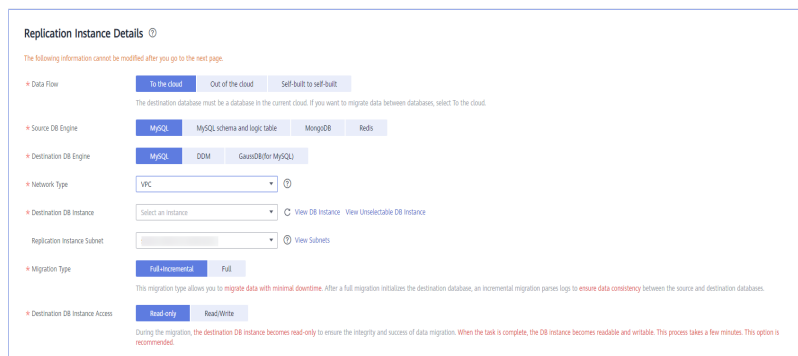 Replication Instance Details ?
The following information cannot be modified after you go to the next page.
* Data Flow To the cloud Out of the cloud Self-built to self-built
The destination database must be a database in the current cloud. If you want to migrate data between databases, select To the cloud.
* Source DB Engine MySQL MySQL schema and logic table MongoDB Redis
* Destination DB Engine MySQL DDM GaussDB(for MySQL)
* Network Type VPC ?
* Destination DB Instance Select an instance View DB Instance View Unselectable DB Instance
Replication Instance Subnet ? View Subnets
* Migration Type Full+Incremental Full
This migration type allows you to migrate data with minimal downtime. After a full migration initializes the destination database, an incremental migration parses logs to ensure data consistency between the source and destination databases.
* Destination DB Instance Access Read-only Read/Write
During the migration, the destination DB instance becomes read-only to ensure the integrity and success of data migration. When the task is complete, the DB instance becomes readable and writable. This process takes a few minutes. This option is
recommended.